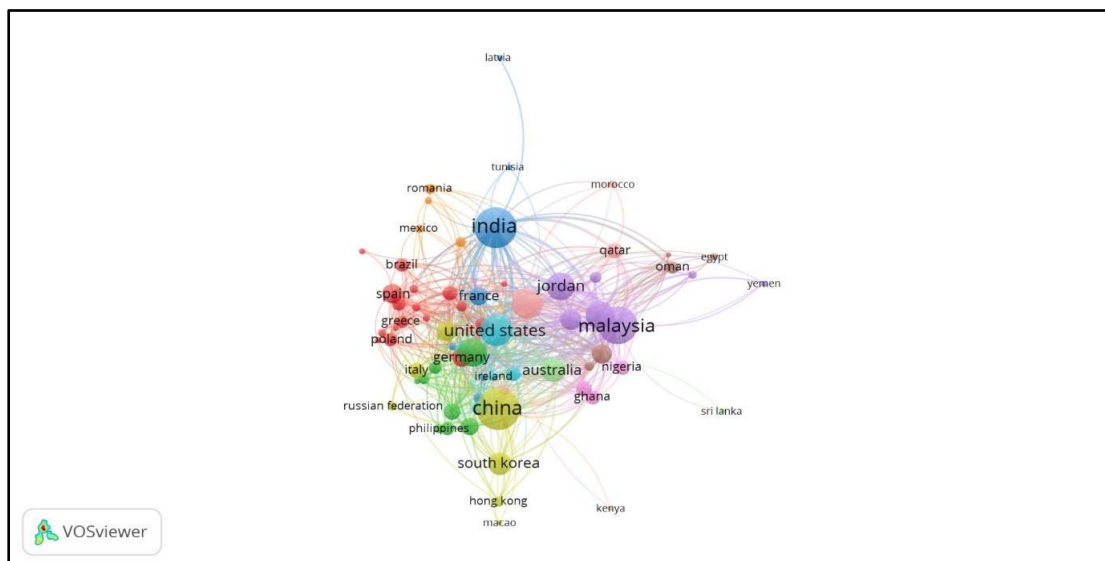 latvia
tunisia
morocco
romania
india
mexico
qatar
egypt
brazil
oman
yemen
spain
france
jordan
greece
united states
malaysia
poland
germany
italy
ireland
australia
nigeria
ghana
russian federation
china
sri lanka
philippines
south korea
hong kong
kenya
macao
VOSviewer